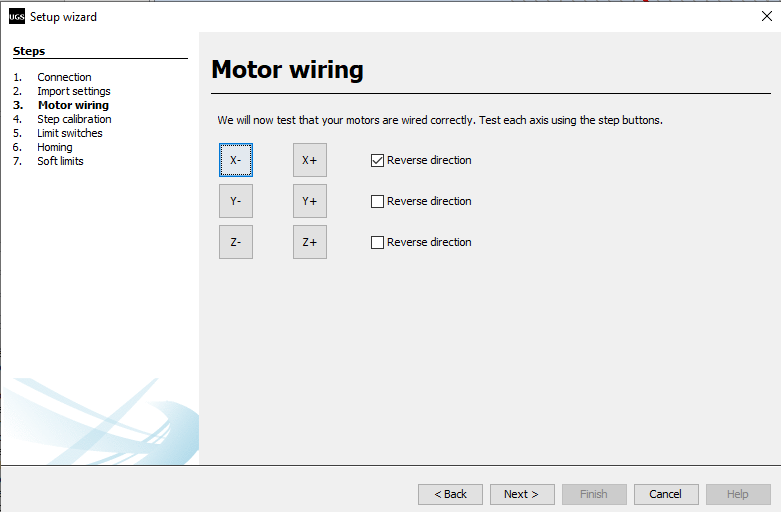 UGS Setup wizard
Steps
1. Connection
2. Import settings
3. Motor wiring
4. Step calibration
5. Limit switches
6. Homing
7. Soft limits
Motor wiring
We will now test that your motors are wired correctly. Test each axis using the step buttons.
X- X+ Reverse direction
Y- Y+ Reverse direction
Z- Z+ Reverse direction
< Back Next > Finish Cancel Help